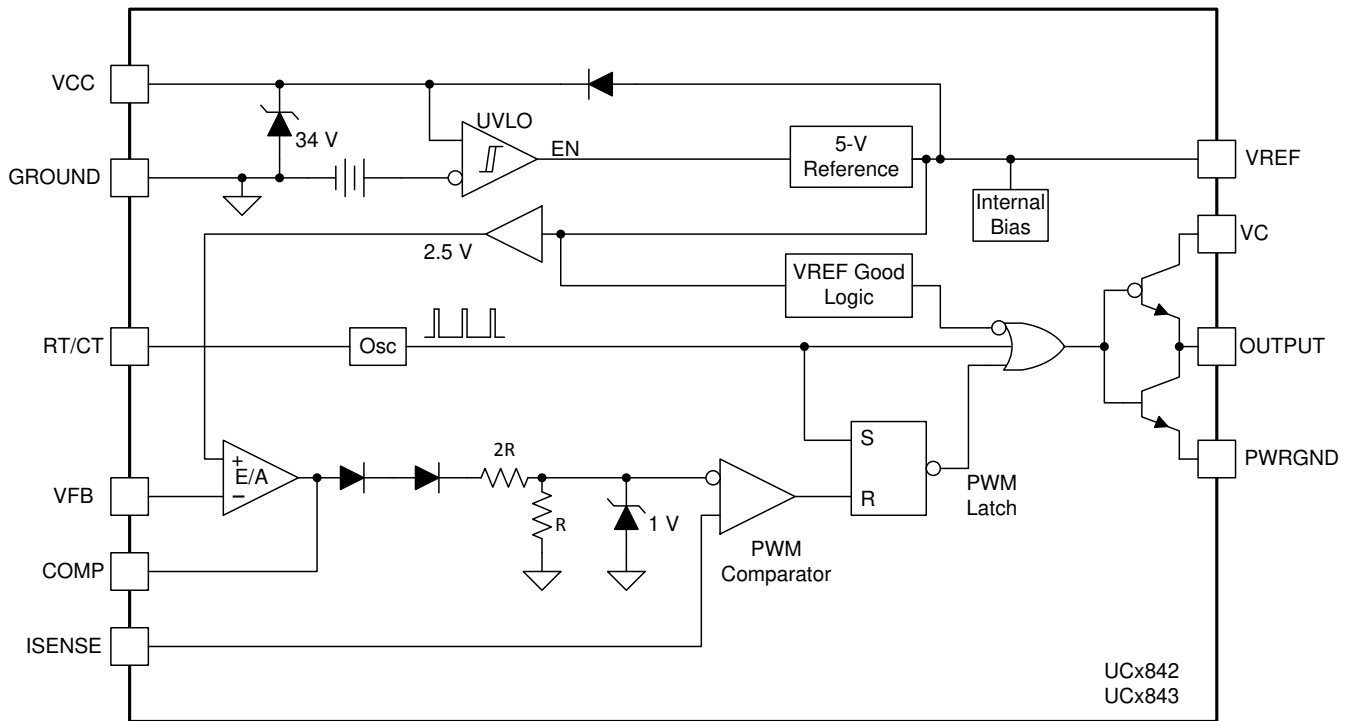 VCC
UVLO
34 V
EN
5-V
Reference
VREF
GROUND
Internal
Bias
VC
2.5 V
VREF Good
Logic
RT/CT
Osc
OUTPUT
S
2R
+
E/A
−
PWRGND
VFB
R
R
1 V
PWM
Latch
PWM
Comparator
COMP
ISENSE
UCx842
UCx843